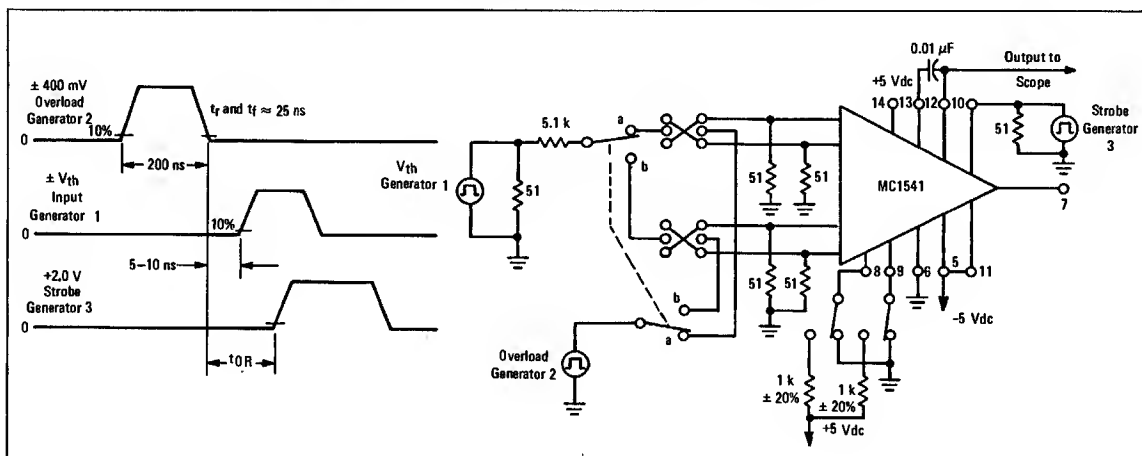 ± 400 mV
Overload
Generator 2
0
10%
tr and tf ≈ 25 ns
200 ns
± Vth
Input
Generator 1
0
10%
5-10 ns
+2.0 V
Strobe
Generator 3
0
tOR
Vth
Generator 1
51
5.1 k
a
b
b
a
Overload
Generator 2
51
51
51
51
MC1541
0.01 µF
+5 Vdc
Output to
Scope
14
13
12
10
51
Strobe
Generator
3
7
8
9
6
5
11
-5 Vdc
1 k
± 20%
1 k
± 20%
+5 Vdc